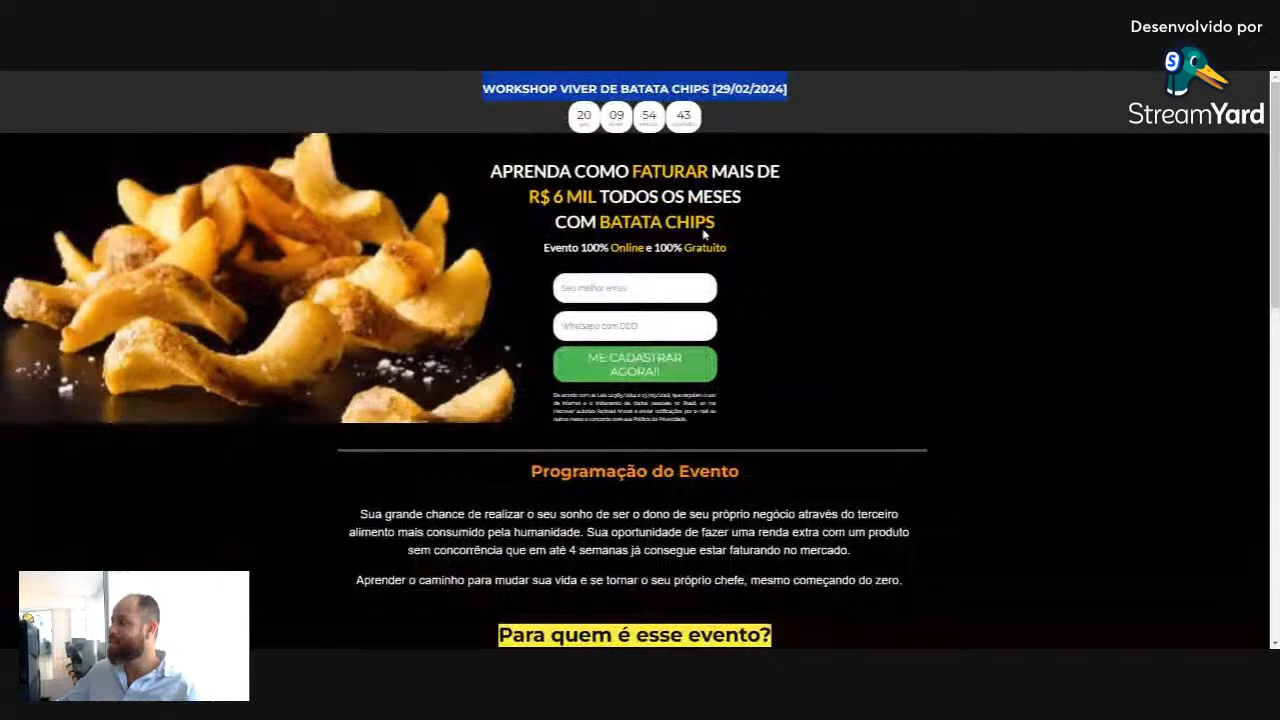 Desenvolvido por
StreamYard
WORKSHOP VIVER DE BATATA CHIPS [29/02/2024]
20 09 54 43
APRENDA COMO FATURAR MAIS DE
R$ 6 MIL TODOS OS MESES
COM BATATA CHIPS
Evento 100% Online e 100% Gratuito
Seu melhor email
Whatsapp com DDD
ME CADASTRAR
AGORA!!
Programação do Evento
Sua grande chance de realizar o seu sonho de ser o dono de seu próprio negócio através do terceiro
alimento mais consumido pela humanidade. Sua oportunidade de fazer uma renda extra com um produto
sem concorrência que em até 4 semanas já consegue estar faturando no mercado.
Aprender o caminho para mudar sua vida e se tornar o seu próprio chefe, mesmo começando do zero.
Para quem é esse evento?